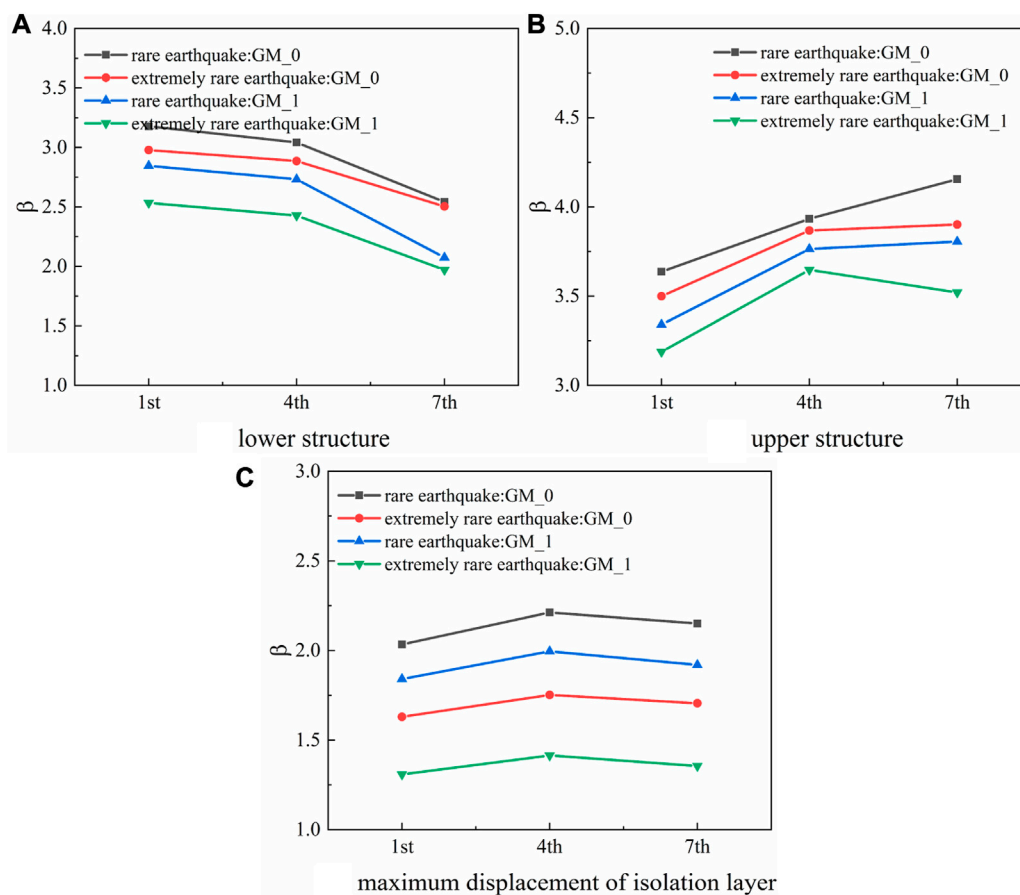 A
4.0
3.5
3.0
2.5
2.0
1.5
1.0
β
rare earthquake:GM_0
extremely rare earthquake:GM_0
rare earthquake:GM_1
extremely rare earthquake:GM_1
1st 4th 7th
lower structure
B
5.0
4.5
4.0
3.5
3.0
β
rare earthquake:GM_0
extremely rare earthquake:GM_0
rare earthquake:GM_1
extremely rare earthquake:GM_1
1st 4th 7th
upper structure
C
3.0
2.5
2.0
1.5
1.0
β
rare earthquake:GM_0
extremely rare earthquake:GM_0
rare earthquake:GM_1
extremely rare earthquake:GM_1
1st 4th 7th
maximum displacement of isolation layer